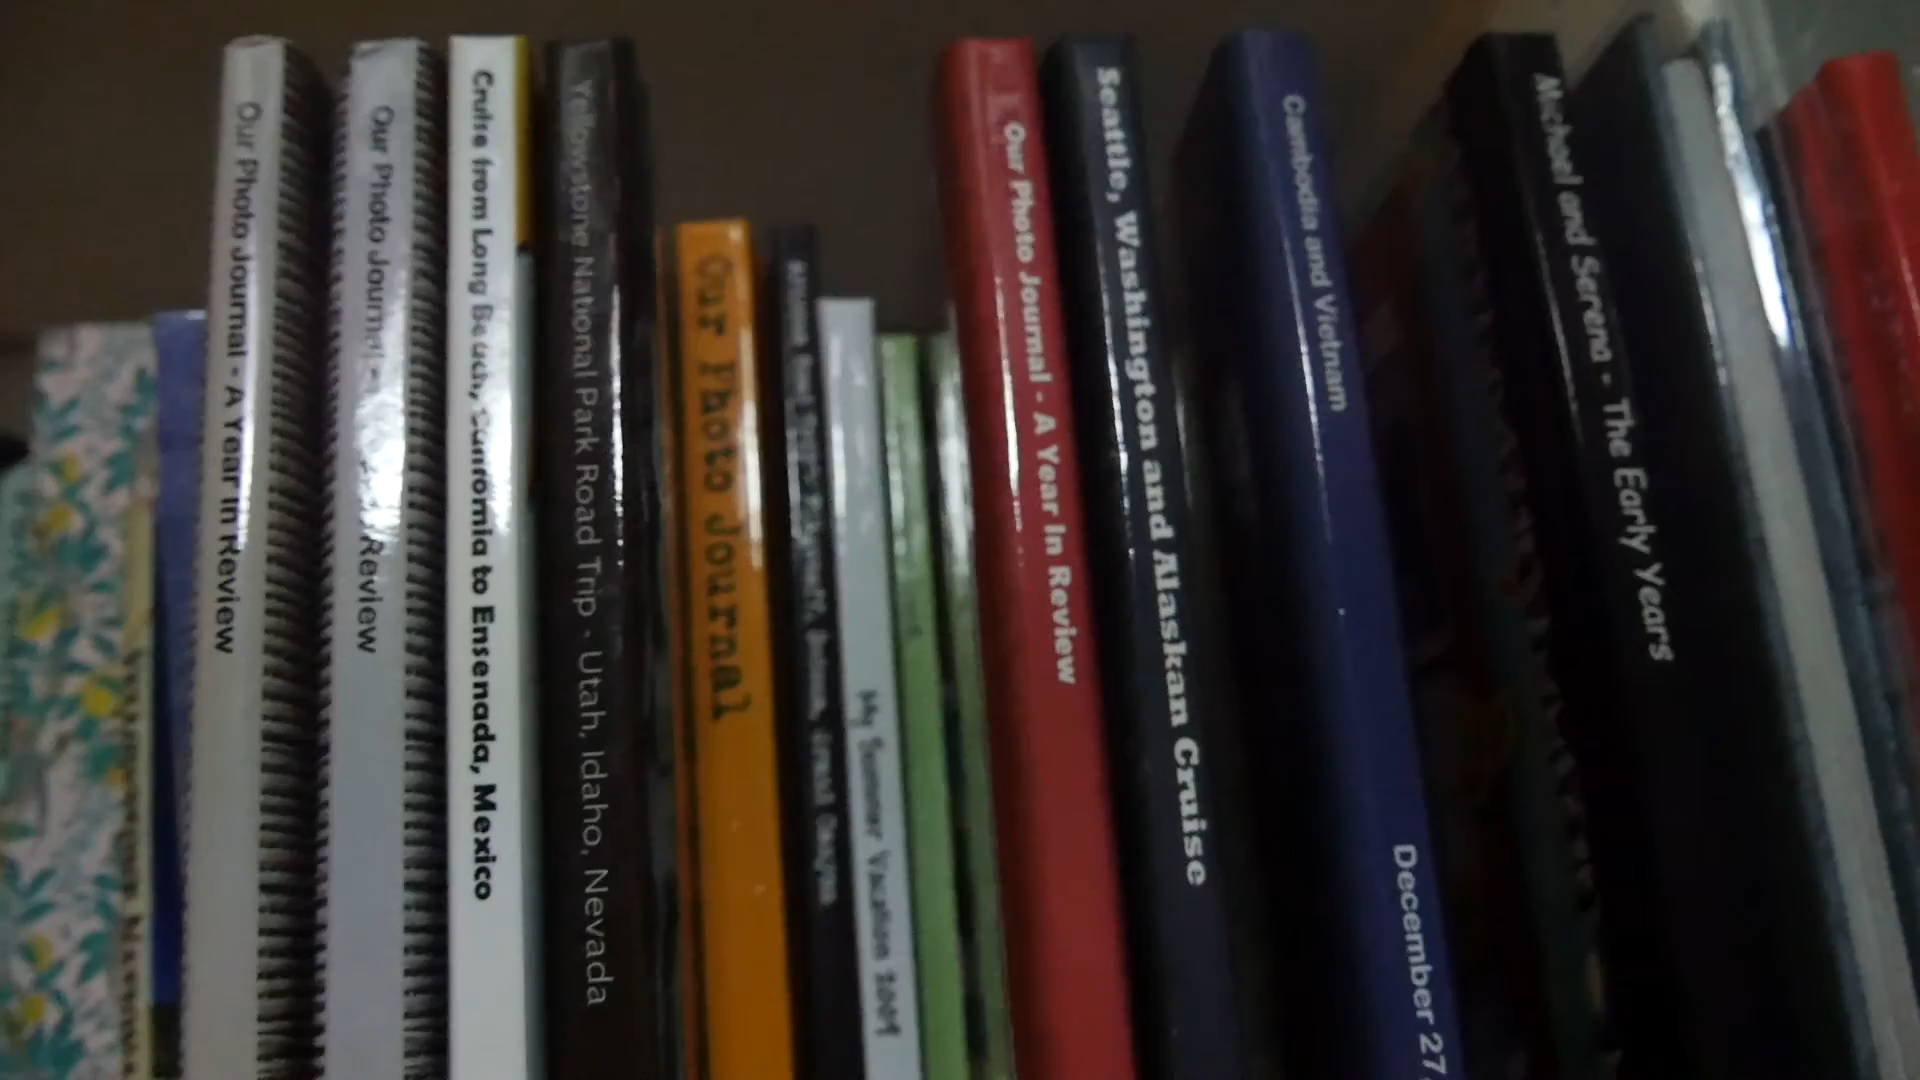 Our Photo Journal - A Year In Review
Our Photo Journal - Review
Cruise from Long Beach, California to Ensenada, Mexico
Yellowstone National Park Road Trip - Utah, Idaho, Nevada
Our Photo Journal
My Summer Vacation 2009
Our Photo Journal - A Year In Review
Seattle, Washington and Alaskan Cruise
Cambodia and Vietnam
December 27,
Michael and Serena - The Early Years